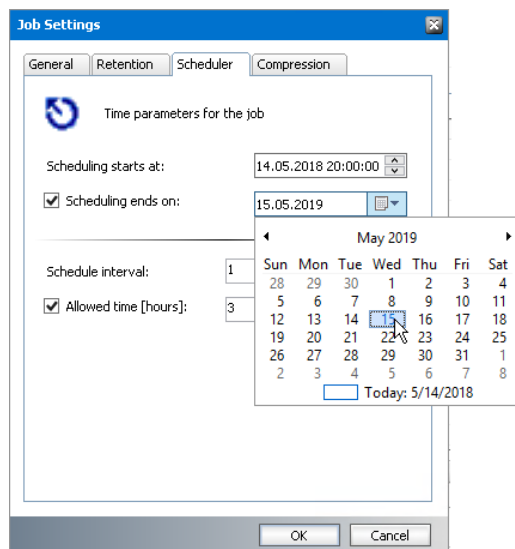 Job Settings
General Retention Scheduler Compression
Time parameters for the job
Scheduling starts at: 14.05.2018 20:00:00
Scheduling ends on: 15.05.2019
May 2019
Sun Mon Tue Wed Thu Fri Sat
28 29 30 1 2 3 4
5 6 7 8 9 10 11
12 13 14 15 16 17 18
19 20 21 22 23 24 25
26 27 28 29 30 31 1
2 3 4 5 6 7 8
Today: 5/14/2018
Schedule interval: 1
Allowed time [hours]: 3
OK Cancel